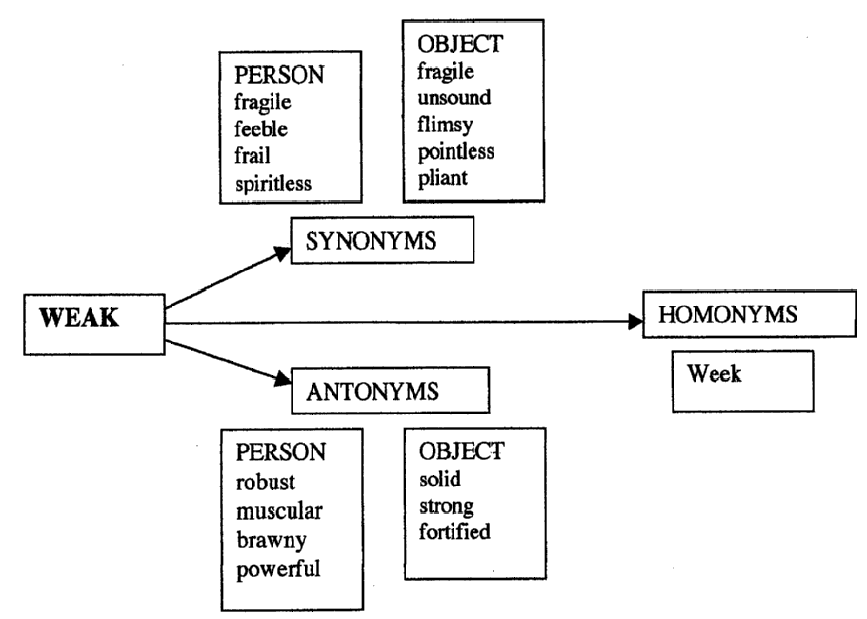 PERSON
fragile
feeble
frail
spiritless
OBJECT
fragile
unsound
flimsy
pointless
pliant
SYNONYMS
WEAK
HOMONYMS
Week
ANTONYMS
PERSON
robust
muscular
brawny
powerful
OBJECT
solid
strong
fortified